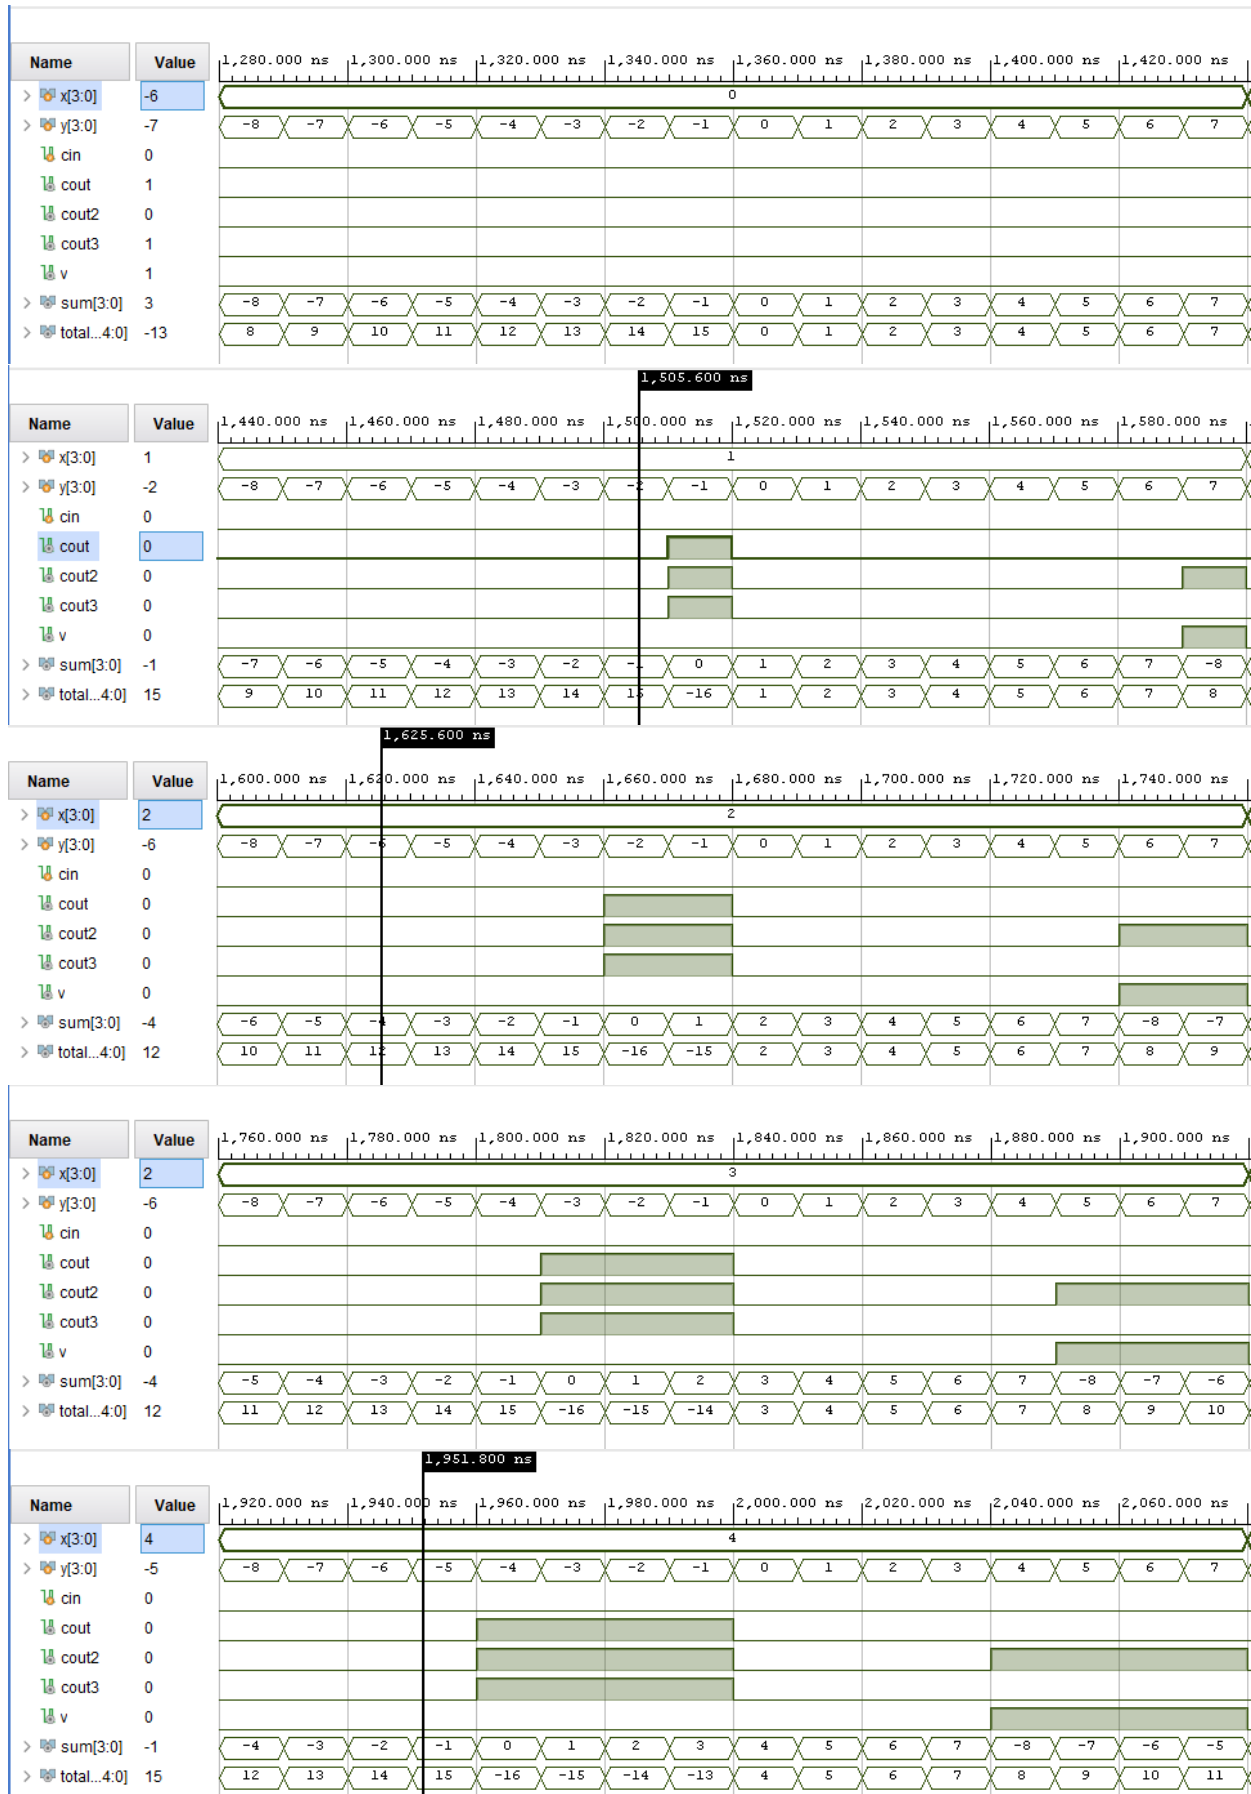 Name Value 1,280.000 ns 1,300.000 ns 1,320.000 ns 1,340.000 ns 1,360.000 ns 1,380.000 ns 1,400.000 ns 1,420.000 ns
x[3:0] -6 0
y[3:0] -7 -8 -7 -6 -5 -4 -3 -2 -1 0 1 2 3 4 5 6 7
cin 0
cout 1
cout2 0
cout3 1
v 1
sum[3:0] 3 -8 -7 -6 -5 -4 -3 -2 -1 0 1 2 3 4 5 6 7
total...4:0] -13 8 9 10 11 12 13 14 15 0 1 2 3 4 5 6 7
1,505.600 ns
Name Value 1,440.000 ns 1,460.000 ns 1,480.000 ns 1,500.000 ns 1,520.000 ns 1,540.000 ns 1,560.000 ns 1,580.000 ns
x[3:0] 1 1
y[3:0] -2 -8 -7 -6 -5 -4 -3 -2 -1 0 1 2 3 4 5 6 7
cin 0
cout 0
cout2 0
cout3 0
v 0
sum[3:0] -1 -7 -6 -5 -4 -3 -2 -1 0 1 2 3 4 5 6 7 -8
total...4:0] 15 9 10 11 12 13 14 15 -16 1 2 3 4 5 6 7 8
1,625.600 ns
Name Value 1,600.000 ns 1,620.000 ns 1,640.000 ns 1,660.000 ns 1,680.000 ns 1,700.000 ns 1,720.000 ns 1,740.000 ns
x[3:0] 2 2
y[3:0] -6 -8 -7 -6 -5 -4 -3 -2 -1 0 1 2 3 4 5 6 7
cin 0
cout 0
cout2 0
cout3 0
v 0
sum[3:0] -4 -6 -5 -4 -3 -2 -1 0 1 2 3 4 5 6 7 -8 -7
total...4:0] 12 10 11 12 13 14 15 -16 -15 2 3 4 5 6 7 8 9
Name Value 1,760.000 ns 1,780.000 ns 1,800.000 ns 1,820.000 ns 1,840.000 ns 1,860.000 ns 1,880.000 ns 1,900.000 ns
x[3:0] 2 3
y[3:0] -6 -8 -7 -6 -5 -4 -3 -2 -1 0 1 2 3 4 5 6 7
cin 0
cout 0
cout2 0
cout3 0
v 0
sum[3:0] -4 -5 -4 -3 -2 -1 0 1 2 3 4 5 6 7 -8 -7 -6
total...4:0] 12 11 12 13 14 15 -16 -15 -14 3 4 5 6 7 8 9 10
1,951.800 ns
Name Value 1,920.000 ns 1,940.000 ns 1,960.000 ns 1,980.000 ns 2,000.000 ns 2,020.000 ns 2,040.000 ns 2,060.000 ns
x[3:0] 4 4
y[3:0] -5 -8 -7 -6 -5 -4 -3 -2 -1 0 1 2 3 4 5 6 7
cin 0
cout 0
cout2 0
cout3 0
v 0
sum[3:0] -1 -4 -3 -2 -1 0 1 2 3 4 5 6 7 -8 -7 -6 -5
total...4:0] 15 12 13 14 15 -16 -15 -14 -13 4 5 6 7 8 9 10 11